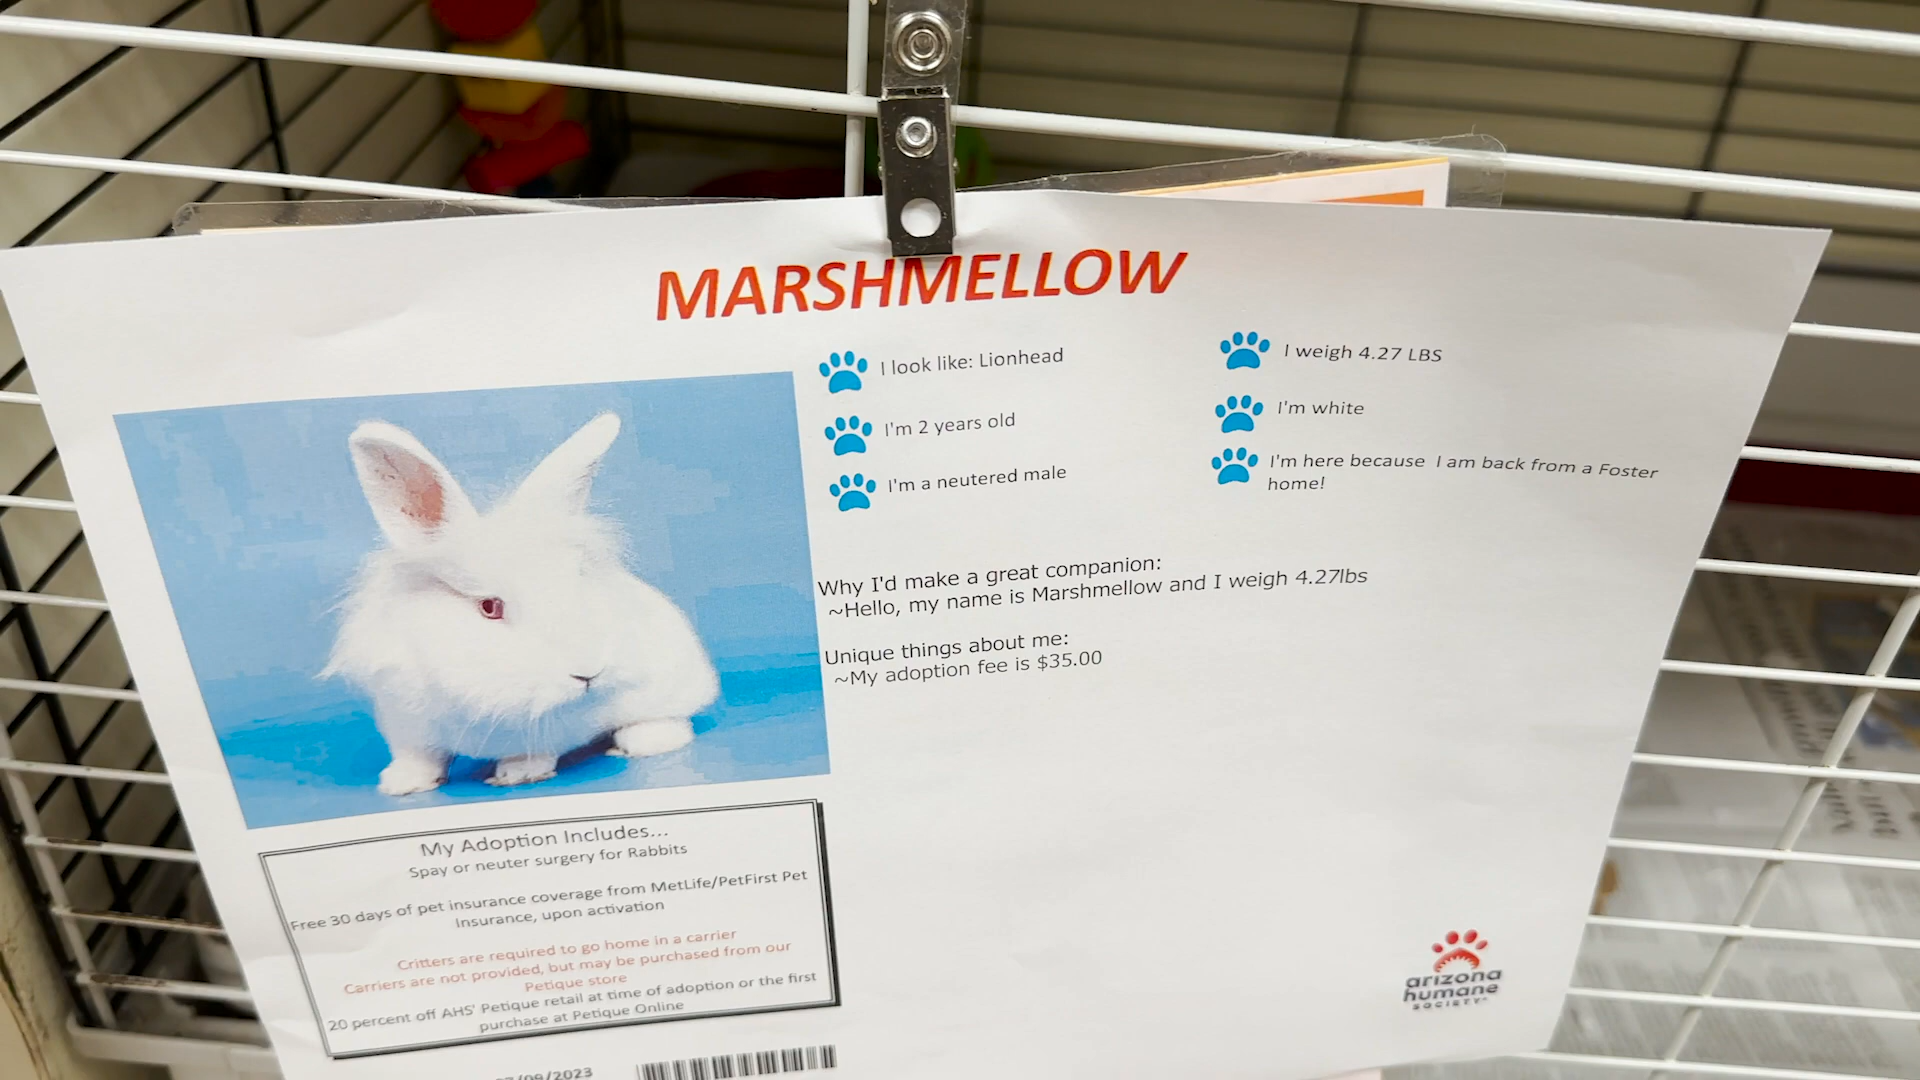 MARSHMELLOW
I look like: Lionhead
I'm 2 years old
I'm a neutered male
I weigh 4.27 LBS
I'm white
I'm here because I am back from a Foster
home!
Why I'd make a great companion:
~Hello, my name is Marshmellow and I weigh 4.27lbs
Unique things about me:
~My adoption fee is $35.00
My Adoption Includes...
Spay or neuter surgery for Rabbits
Free 30 days of pet insurance coverage from MetLife/PetFirst Pet
Insurance, upon activation
Critters are required to go home in a carrier
Carriers are not provided, but may be purchased from our
Petique store
20 percent off AHS' Petique retail at time of adoption or the first
purchase at Petique Online
arizona
humane
SOCIETY